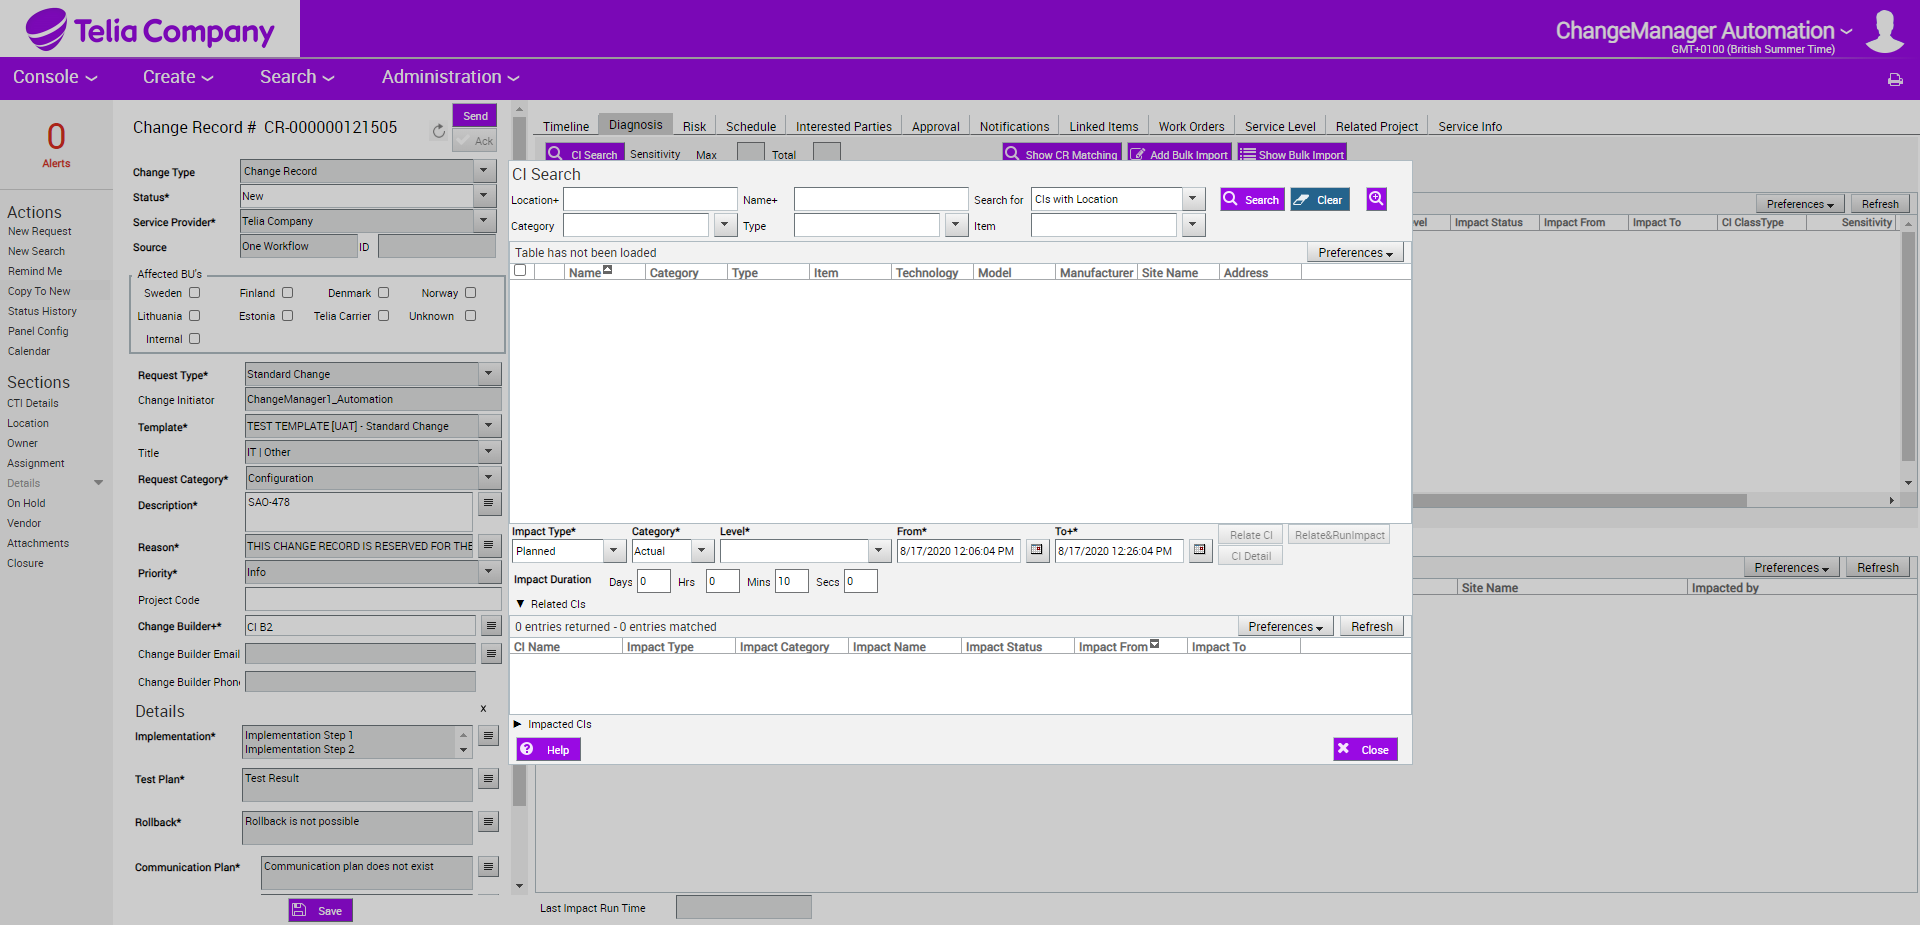 Telia Company
ChangeManager Automation
GMT+0100 (British Summer Time)
Console
Create
Search
Administration
0
Alerts
Actions
New Request
New Search
Remind Me
Copy To New
Status History
Panel Config
Calendar
Sections
CTI Details
Location
Owner
Assignment
Details
On Hold
Vendor
Attachments
Closure
Change Record # CR-000000121505
Send
Ack
Change Type Change Record
Status* New
Service Provider* Telia Company
Source One Workflow ID
Affected BU's
Sweden Finland Denmark Norway
Lithuania Estonia Telia Carrier Unknown
Internal
Request Type* Standard Change
Change Initiator ChangeManager1_Automation
Template* TEST TEMPLATE [UAT] - Standard Change
Title IT | Other
Request Category* Configuration
Description* SAO-478
Reason* THIS CHANGE RECORD IS RESERVED FOR THE
Priority* Info
Project Code
Change Builder+* CI B2
Change Builder Email
Change Builder Phon
Details x
Implementation* Implementation Step 1
Implementation Step 2
Test Plan* Test Result
Rollback* Rollback is not possible
Communication Plan* Communication plan does not exist
Save
Timeline Diagnosis Risk Schedule Interested Parties Approval Notifications Linked Items Work Orders Service Level Related Project Service Info
CI Search Sensitivity Max Total Show CR Matching Add Bulk Import Show Bulk Import
CI Search
Location+ Name+ Search for CIs with Location Search Clear
Category Type Item
Table has not been loaded Preferences
Name Category Type Item Technology Model Manufacturer Site Name Address
Impact Type* Category* Level* From* To+* Relate CI Relate&RunImpact
Planned Actual 8/17/2020 12:06:04 PM 8/17/2020 12:26:04 PM CI Detail
Impact Duration Days 0 Hrs 0 Mins 10 Secs 0
Related CIs
0 entries returned - 0 entries matched Preferences Refresh
CI Name Impact Type Impact Category Impact Name Impact Status Impact From Impact To
Impacted CIs
Help Close
Preferences Refresh
vel Impact Status Impact From Impact To CI ClassType Sensitivity
Preferences Refresh
Site Name Impacted by
Last Impact Run Time